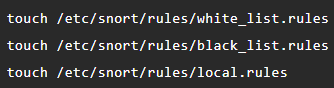 touch /etc/snort/rules/white_list.rules
touch /etc/snort/rules/black_list.rules
touch /etc/snort/rules/local.rules